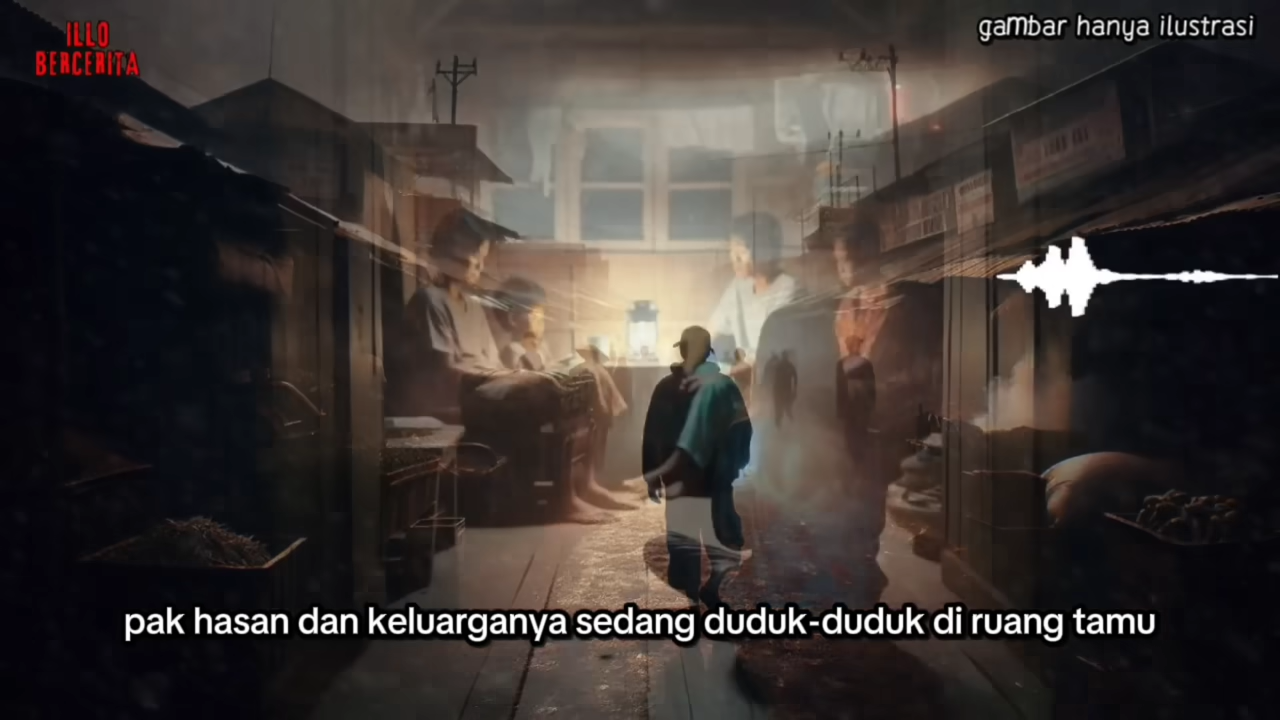 ILLO
BERCERITA
gambar hanya ilustrasi
pak hasan dan keluarganya sedang duduk-duduk di ruang tamu